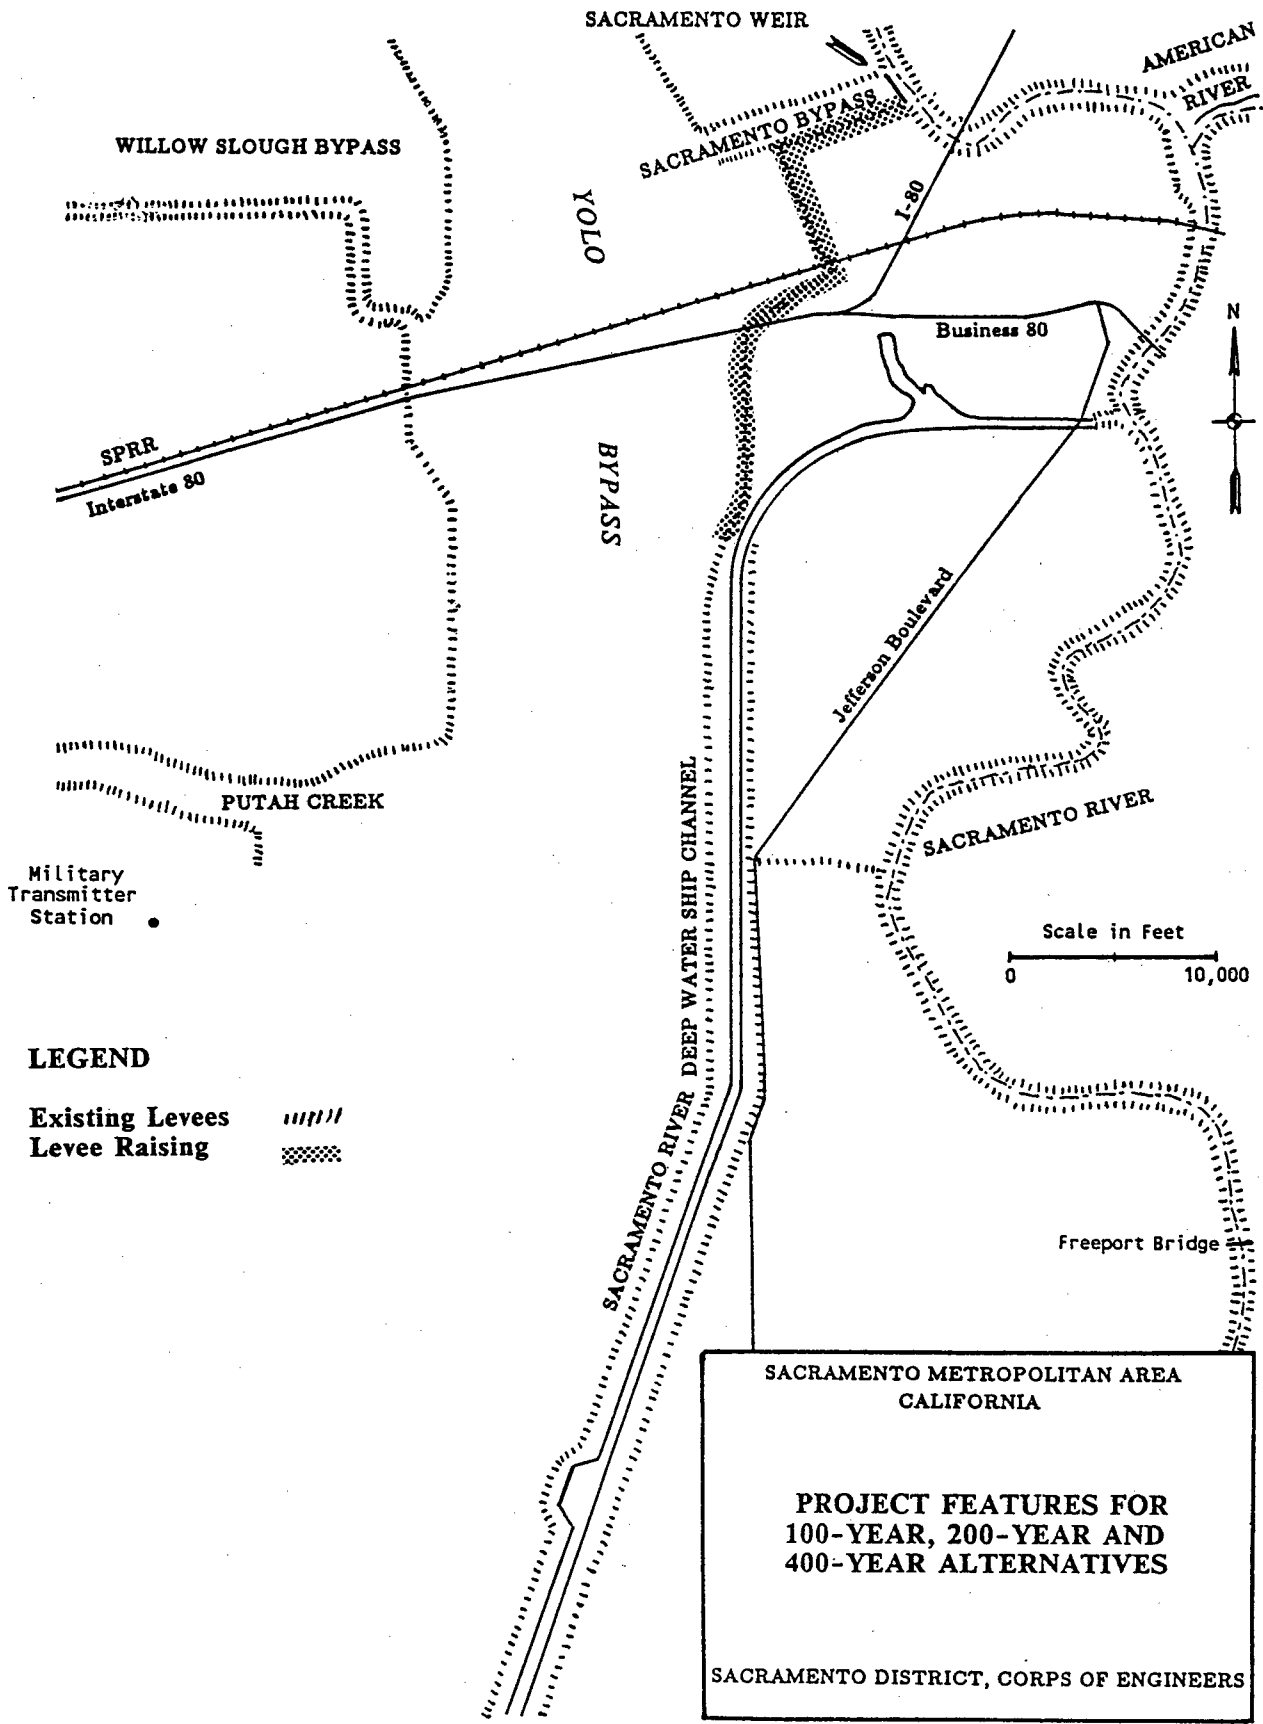 SACRAMENTO WEIR
AMERICAN
RIVER
WILLOW SLOUGH BYPASS
SACRAMENTO BYPASS
YOLO
I-80
N
Business 80
SPRR
Interstate 80
BYPASS
Jefferson Boulevard
PUTAH CREEK
SACRAMENTO RIVER
Military
Transmitter
Station
SACRAMENTO RIVER DEEP WATER SHIP CHANNEL
Scale in Feet
0 10,000
LEGEND
Existing Levees
Levee Raising
Freeport Bridge
SACRAMENTO METROPOLITAN AREA
CALIFORNIA
PROJECT FEATURES FOR
100-YEAR, 200-YEAR AND
400-YEAR ALTERNATIVES
SACRAMENTO DISTRICT, CORPS OF ENGINEERS